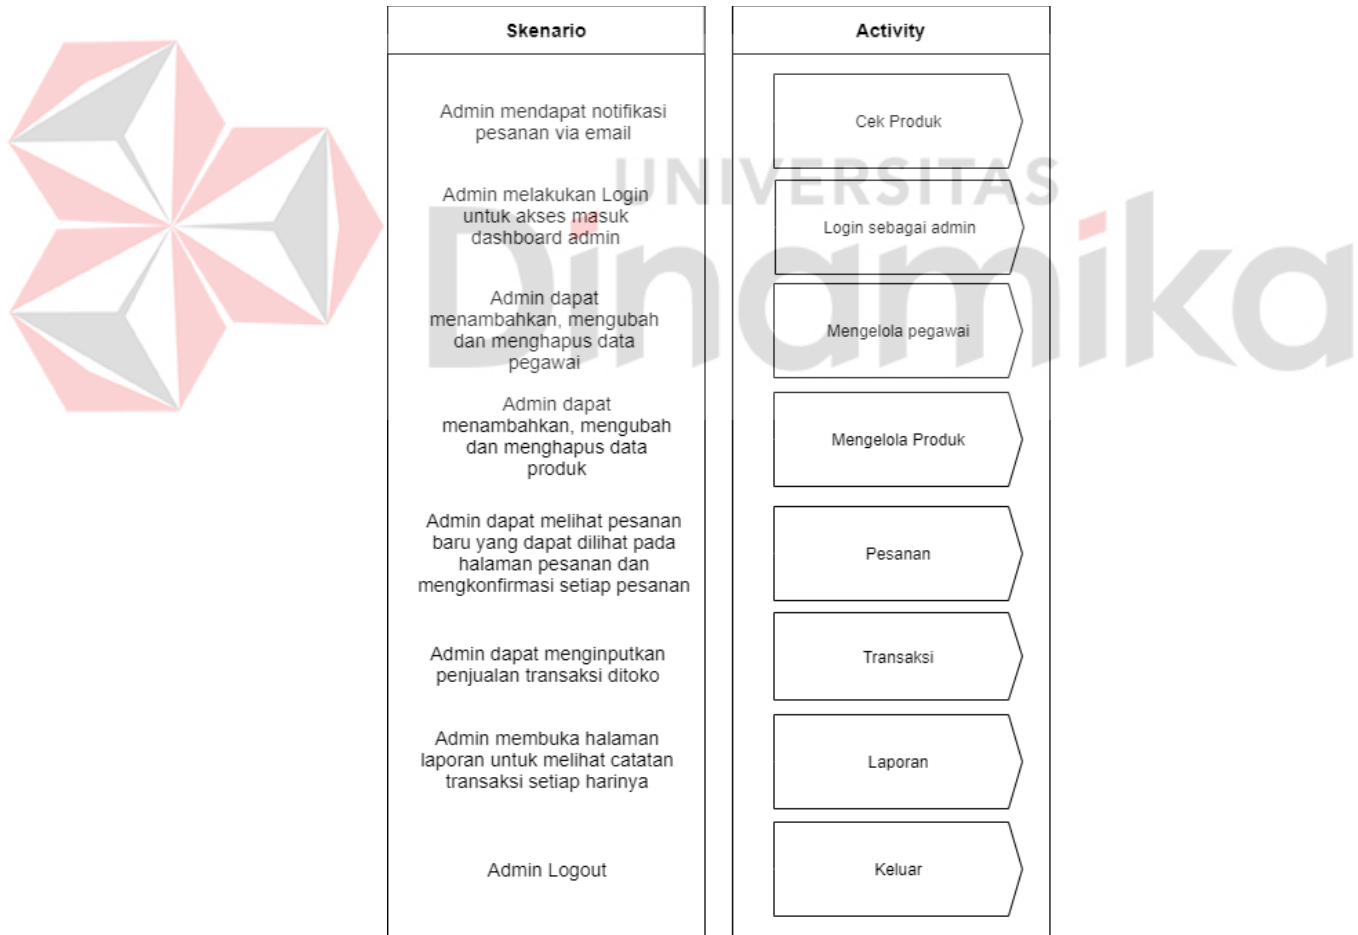 Skenario
Activity
Admin mendapat notifikasi
pesanan via email
Cek Produk
UNIVERSITAS
Dinamika
Admin melakukan Login
untuk akses masuk
dashboard admin
Login sebagai admin
Admin dapat
menambahkan, mengubah
dan menghapus data
pegawai
Mengelola pegawai
Admin dapat
menambahkan, mengubah
dan menghapus data
produk
Mengelola Produk
Admin dapat melihat pesanan
baru yang dapat dilihat pada
halaman pesanan dan
mengkonfirmasi setiap pesanan
Pesanan
Admin dapat menginputkan
penjualan transaksi ditoko
Transaksi
Admin membuka halaman
laporan untuk melihat catatan
transaksi setiap harinya
Laporan
Admin Logout
Keluar